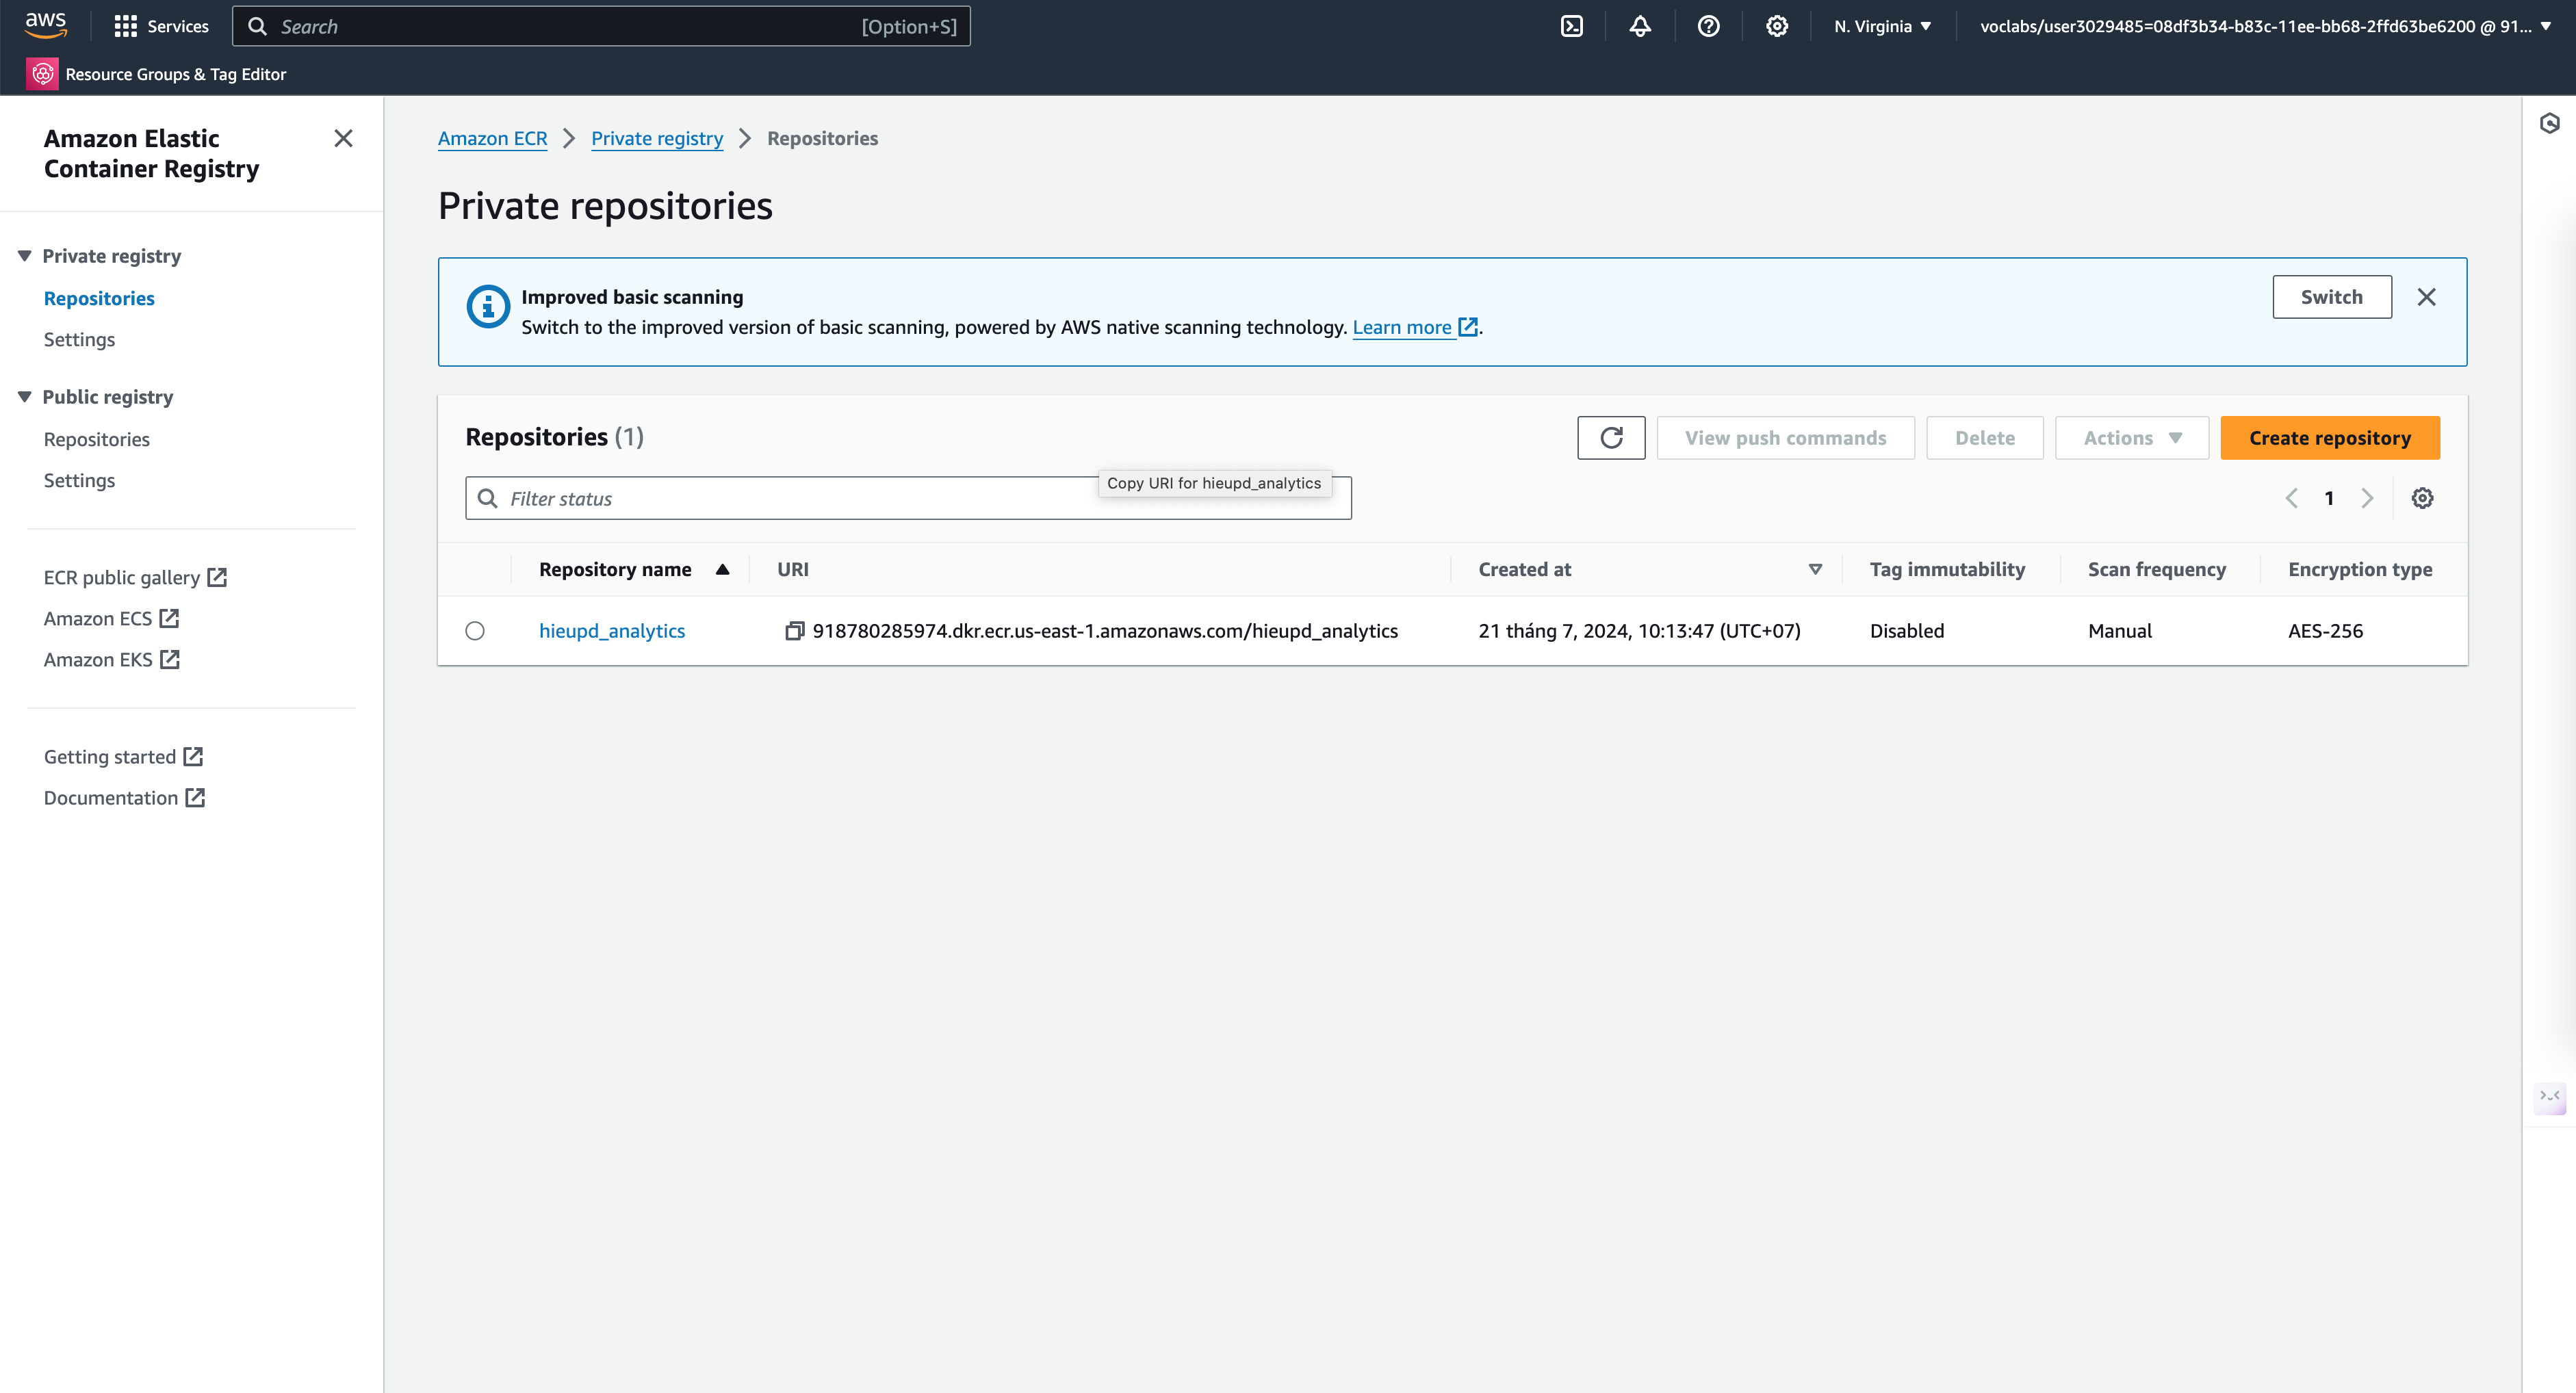 aws
Services
Search
[Option+S]
N. Virginia
voclabs/user3029485=08df3b34-b83c-11ee-bb68-2ffd63be6200 @ 91...
Resource Groups & Tag Editor
Amazon Elastic
Container Registry
Private registry
Repositories
Settings
Public registry
Repositories
Settings
ECR public gallery
Amazon ECS
Amazon EKS
Getting started
Documentation
Amazon ECR
Private registry
Repositories
Private repositories
Improved basic scanning
Switch to the improved version of basic scanning, powered by AWS native scanning technology. Learn more.
Switch
Repositories (1)
View push commands
Delete
Actions
Create repository
Filter status
Copy URI for hieupd_analytics
1
Repository name
URI
Created at
Tag immutability
Scan frequency
Encryption type
hieupd_analytics
918780285974.dkr.ecr.us-east-1.amazonaws.com/hieupd_analytics
21 tháng 7, 2024, 10:13:47 (UTC+07)
Disabled
Manual
AES-256